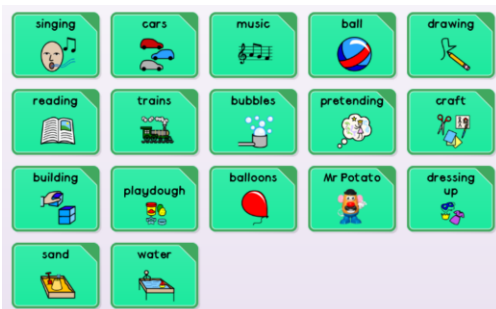 singing
cars
music
ball
drawing
reading
trains
bubbles
pretending
craft
building
playdough
balloons
Mr Potato
dressing
up
sand
water